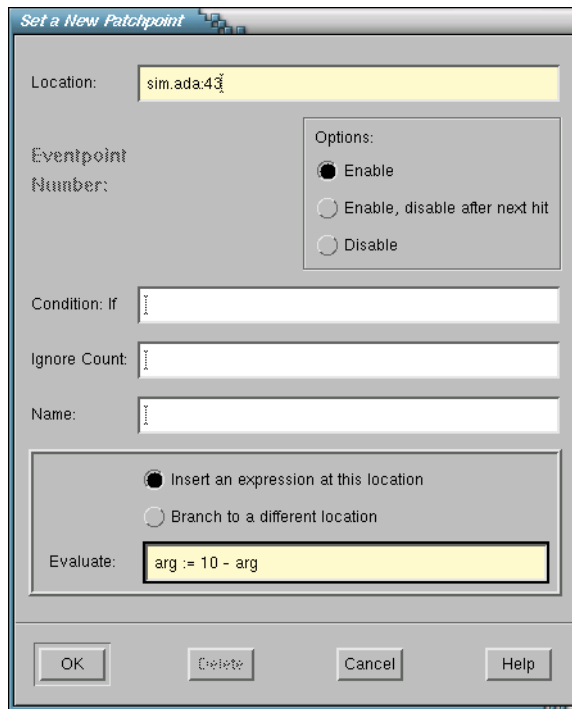 Set a New Patchpoint
Location: sim.ada:43
Eventpoint
Number:
Options:
Enable
Enable, disable after next hit
Disable
Condition: If
Ignore Count:
Name:
Insert an expression at this location
Branch to a different location
Evaluate: arg := 10 - arg
OK Delete Cancel Help